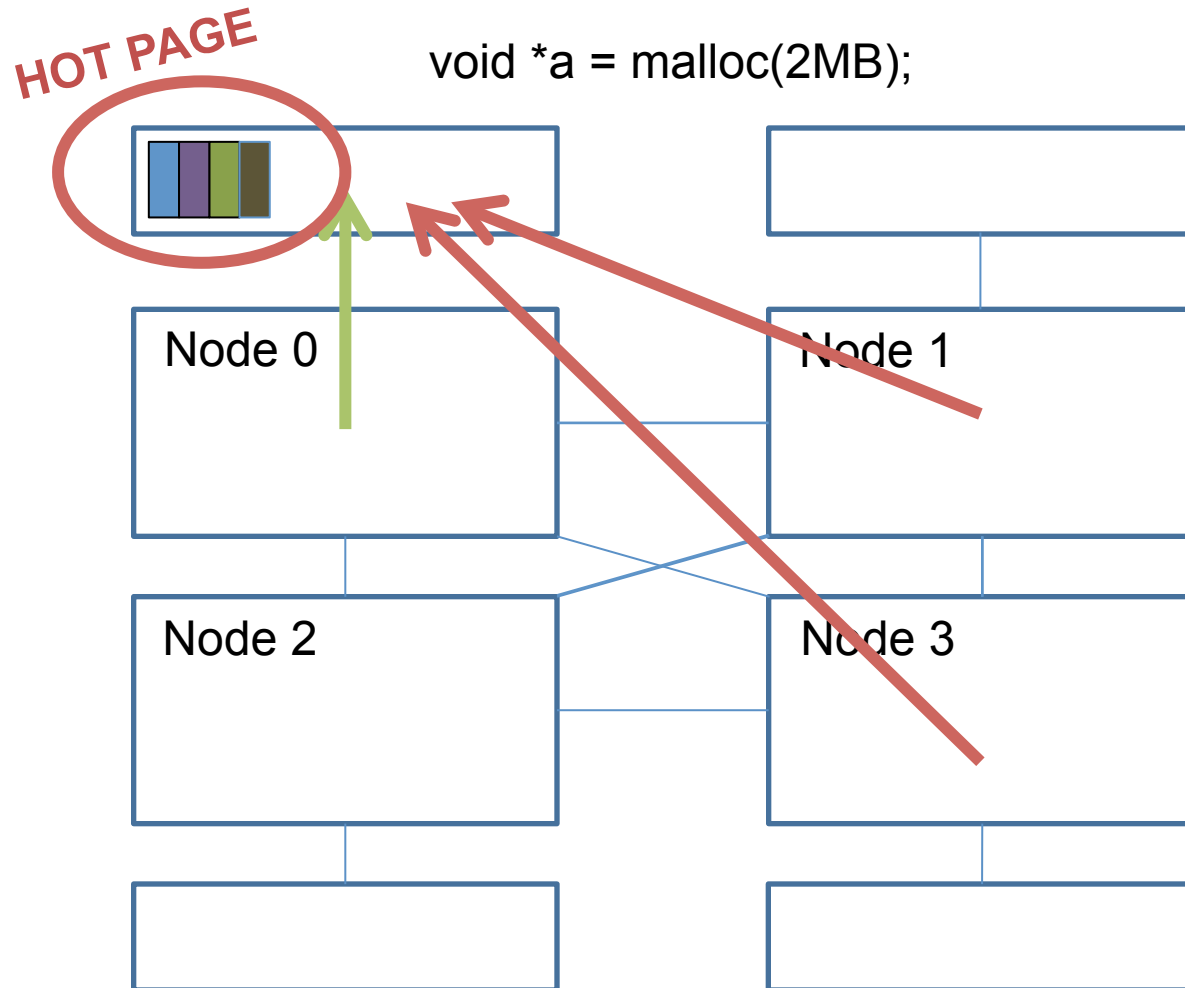 HOT PAGE
void *a = malloc(2MB);
Node 0
Node 1
Node 2
Node 3